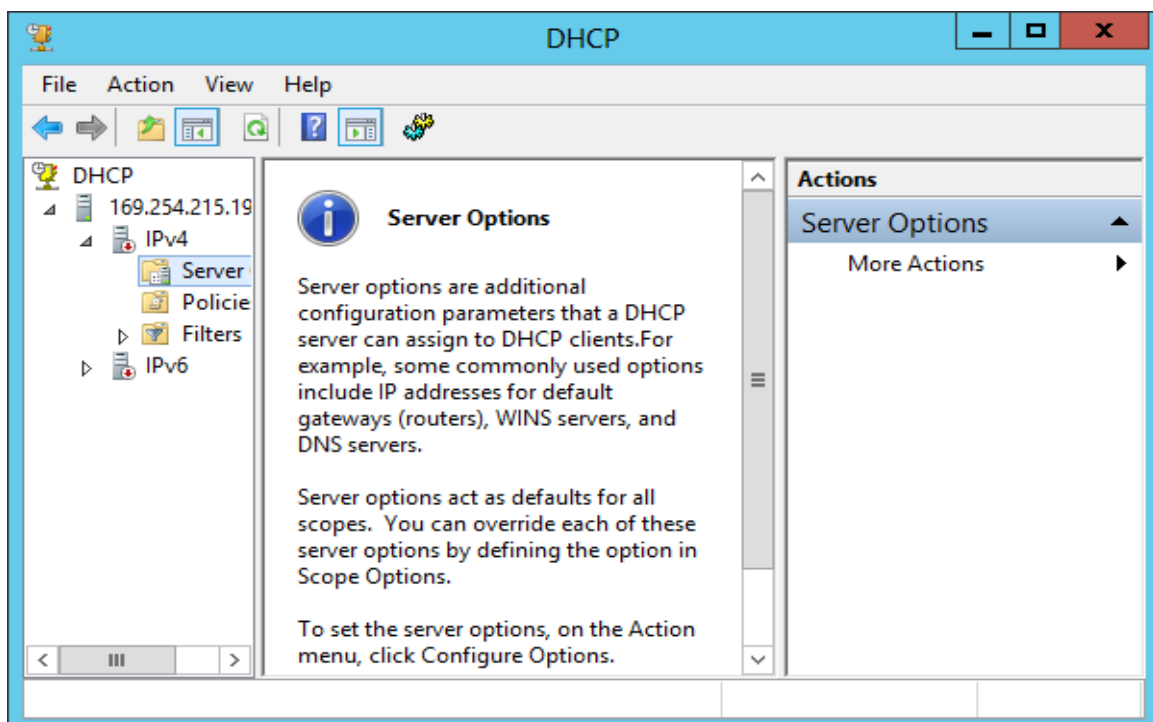 DHCP
File Action View Help
DHCP
169.254.215.19
IPv4
Server
Policie
Filters
IPv6
Server Options
Server options are additional
configuration parameters that a DHCP
server can assign to DHCP clients.For
example, some commonly used options
include IP addresses for default
gateways (routers), WINS servers, and
DNS servers.
Server options act as defaults for all
scopes. You can override each of these
server options by defining the option in
Scope Options.
To set the server options, on the Action
menu, click Configure Options.
Actions
Server Options
More Actions